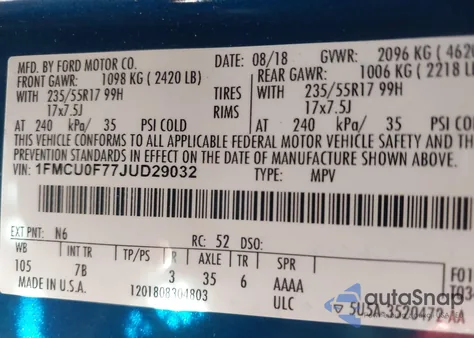 MFD. BY FORD MOTOR CO.
DATE: 08/18 GVWR: 2096 KG (4620
FRONT GAWR: 1098 KG (2420 LB) REAR GAWR: 1006 KG (2218 LB
WITH 235/55R17 99H TIRES WITH 235/55R17 99H
17x7.5J RIMS 17x7.5J
AT 240 kPa/ 35 PSI COLD AT 240 kPa/ 35
THIS VEHICLE CONFORMS TO ALL APPLICABLE FEDERAL MOTOR VEHICLE SAFETY AND
PREVENTION STANDARDS IN EFFECT ON THE DATE OF MANUFACTURE SHOWN ABOVE.
VIN: 1FMCU0F77JUD29032 TYPE: MPV
EXT PNT: N6 RC: 52 DSO:
WB INT TR TP/PS R AXLE TR SPR
105 7B 3 35 6 AAAA
MADE IN U.S.A. ULC
1201808304803
5U5A-3520472-AA
autoSnap